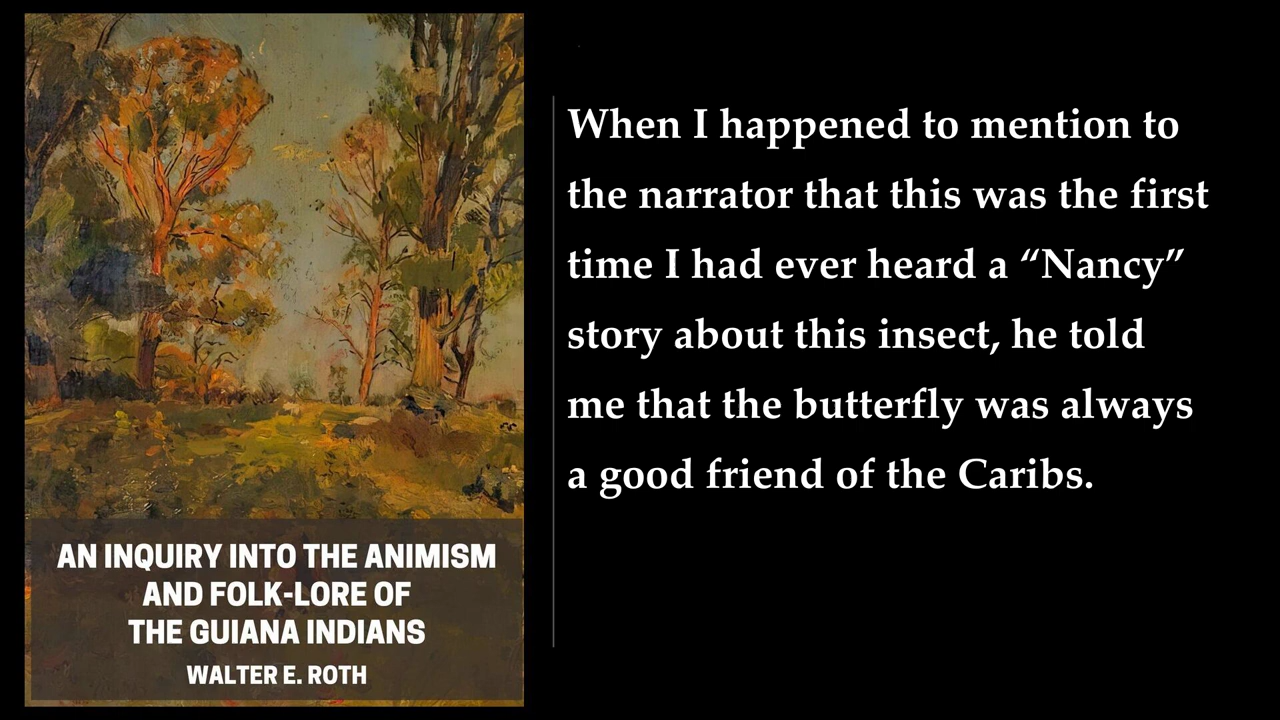 When I happened to mention to
the narrator that this was the first
time I had ever heard a “Nancy”
story about this insect, he told
me that the butterfly was always
a good friend of the Caribs.
AN INQUIRY INTO THE ANIMISM
AND FOLK-LORE OF
THE GUIANA INDIANS
WALTER E. ROTH